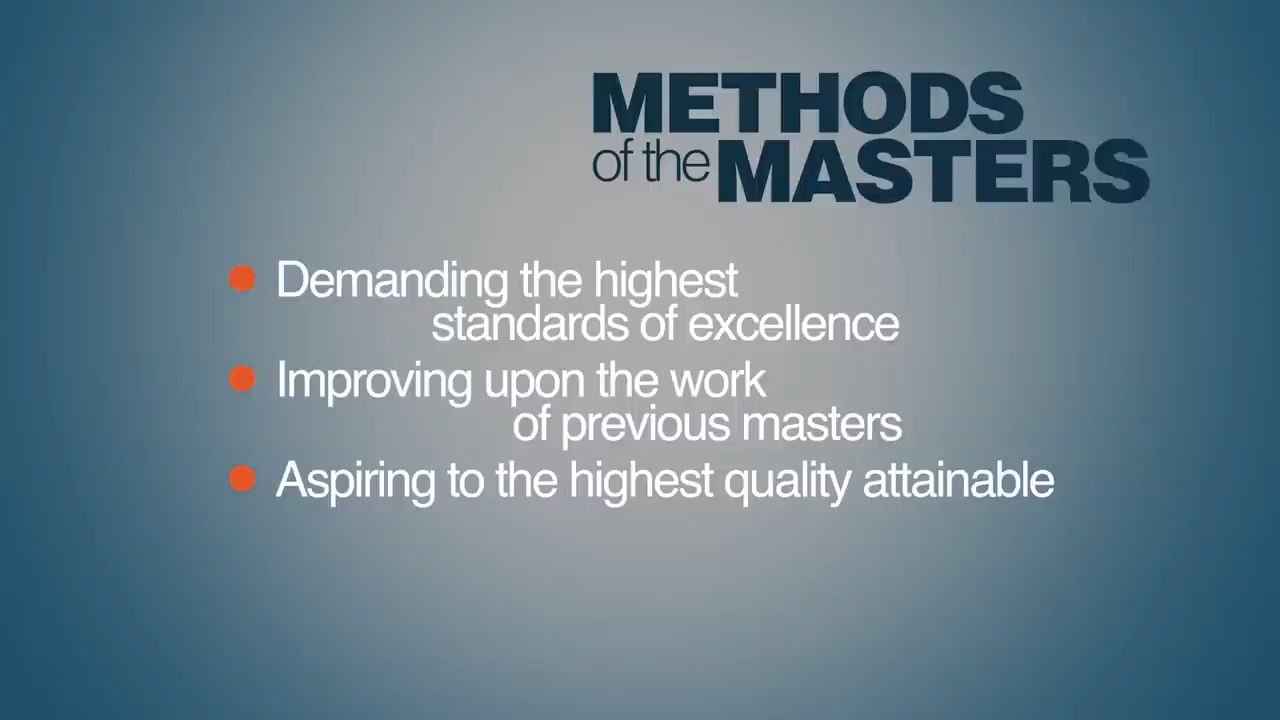 METHODS
of the MASTERS
Demanding the highest
standards of excellence
Improving upon the work
of previous masters
Aspiring to the highest quality attainable